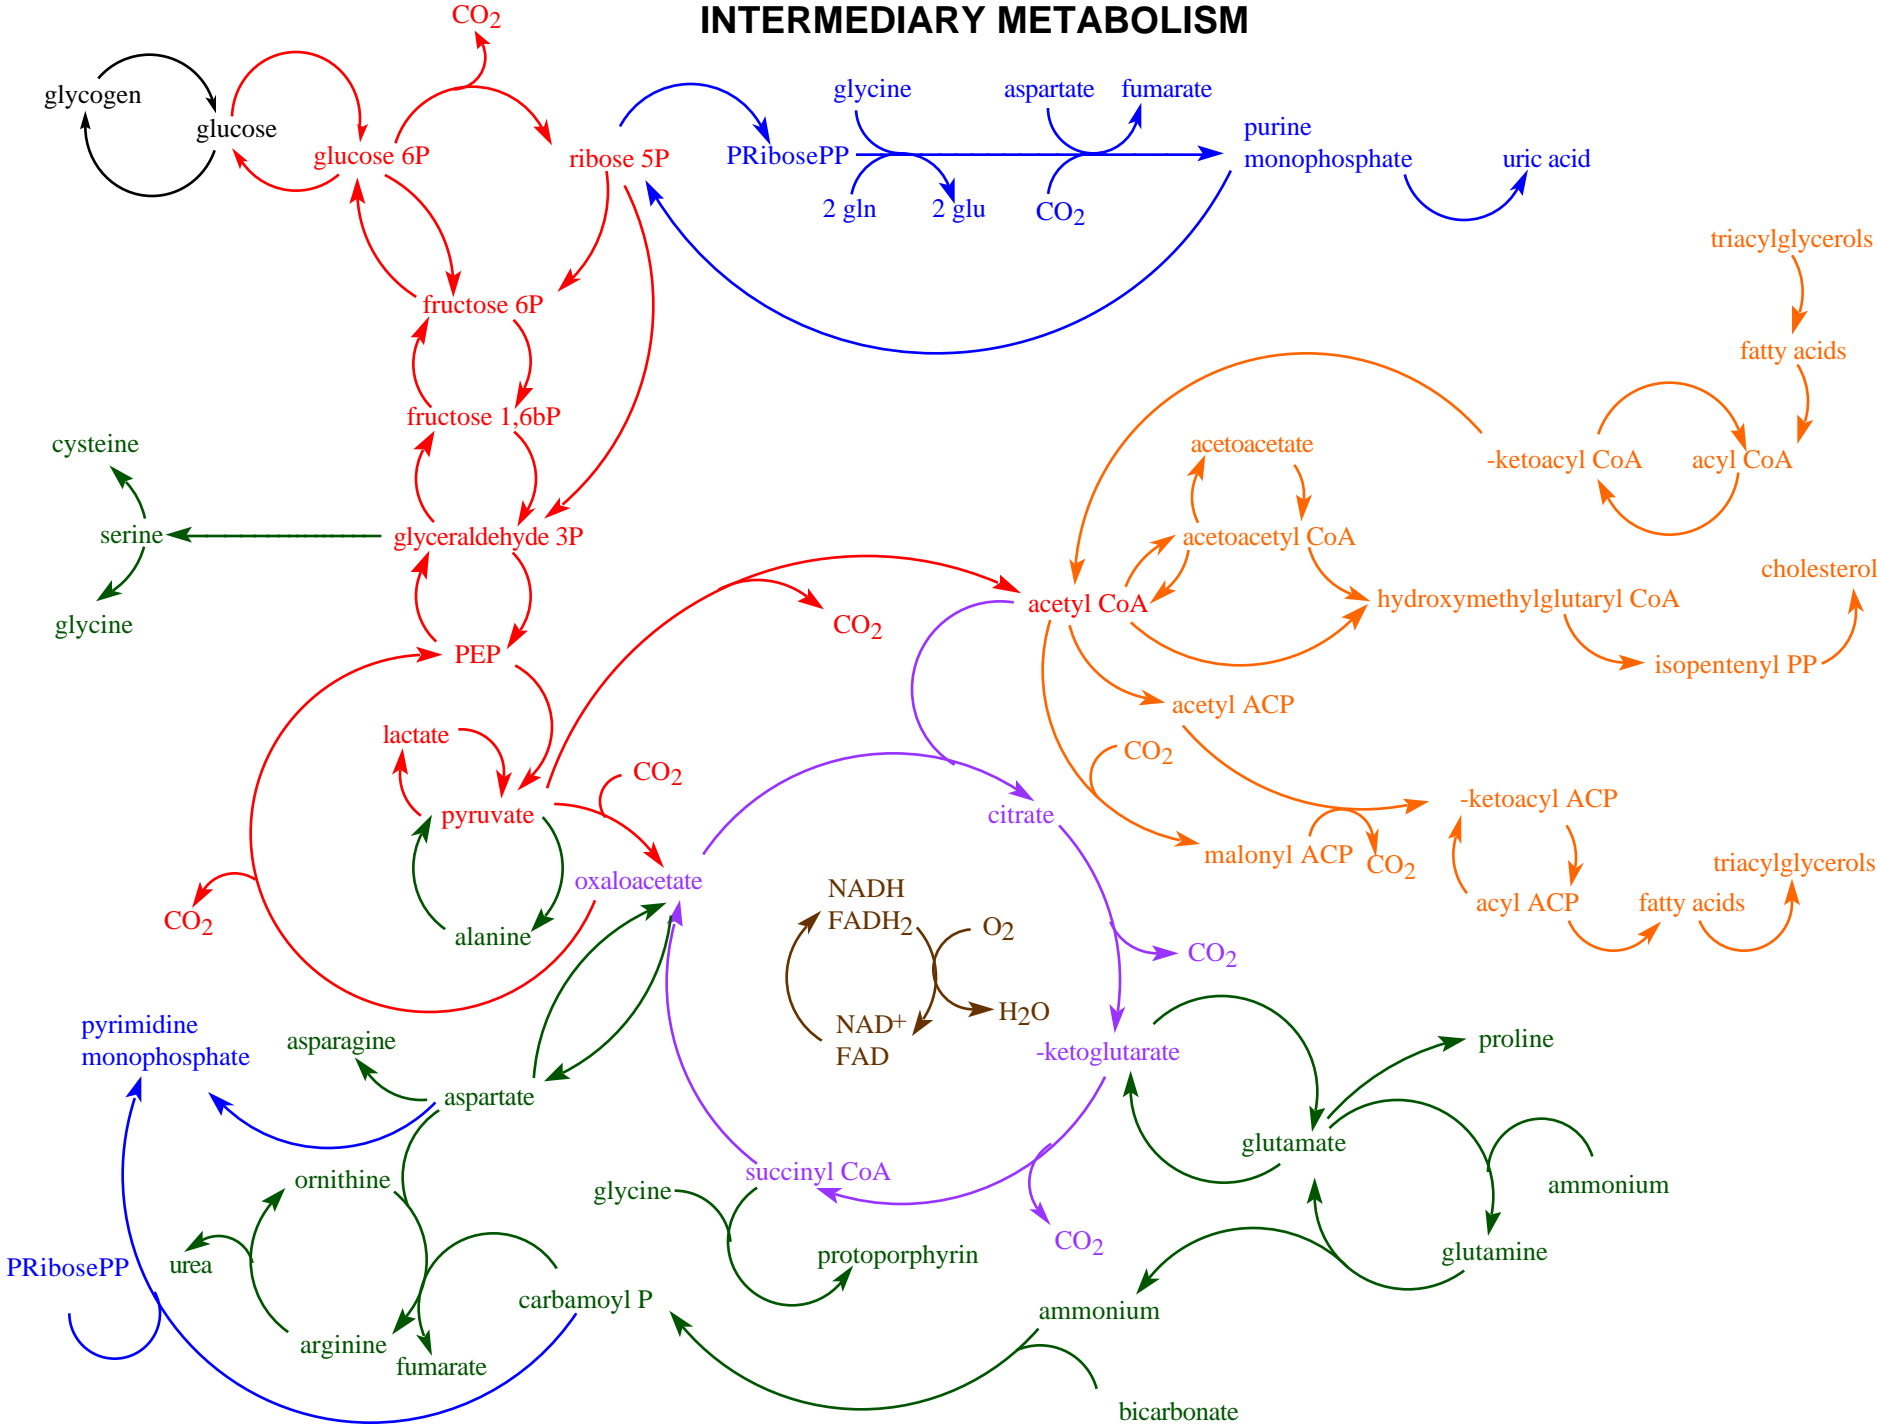 INTERMEDIARY METABOLISM
CO2
glycogen
glucose
glucose 6P
ribose 5P
PRibosePP
glycine
aspartate
fumarate
2 gln
2 glu
CO2
purine
monophosphate
uric acid
triacylglycerols
fatty acids
fructose 6P
fructose 1,6bP
cysteine
serine
glycine
glyceraldehyde 3P
acetoacetate
-ketoacyl CoA
acyl CoA
acetoacetyl CoA
cholesterol
acetyl CoA
hydroxymethylglutaryl CoA
CO2
PEP
isopentenyl PP
acetyl ACP
lactate
CO2
CO2
pyruvate
citrate
-ketoacyl ACP
malonyl ACP
CO2
triacylglycerols
oxaloacetate
NADH
FADH2
O2
acyl ACP
fatty acids
CO2
alanine
CO2
H2O
NAD+
FAD
pyrimidine
monophosphate
asparagine
aspartate
-ketoglutarate
proline
glutamate
ornithine
glycine
succinyl CoA
ammonium
CO2
PRibosePP
urea
protoporphyrin
glutamine
carbamoyl P
ammonium
arginine
fumarate
bicarbonate